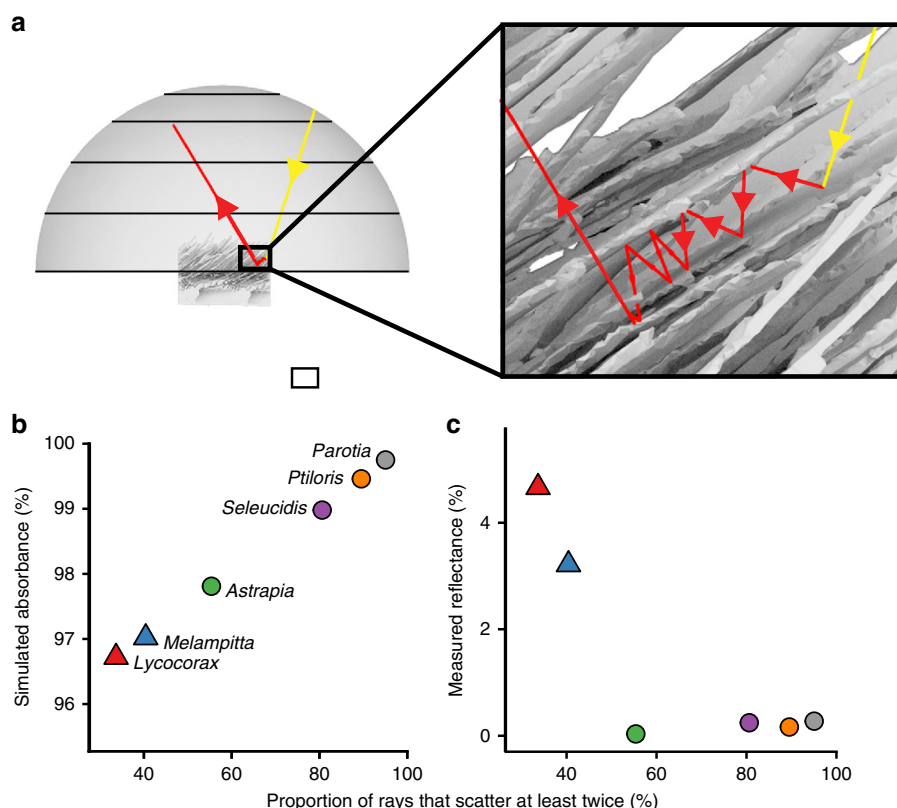 a
b
100
99
98
97
96
Simulated absorbance (%)
Parotia
Ptiloris
Seleucidis
Astrapia
Melampitta
Lycocorax
40
60
80
100
c
4
2
0
Measured reflectance (%)
40
60
80
100
Proportion of rays that scatter at least twice (%)